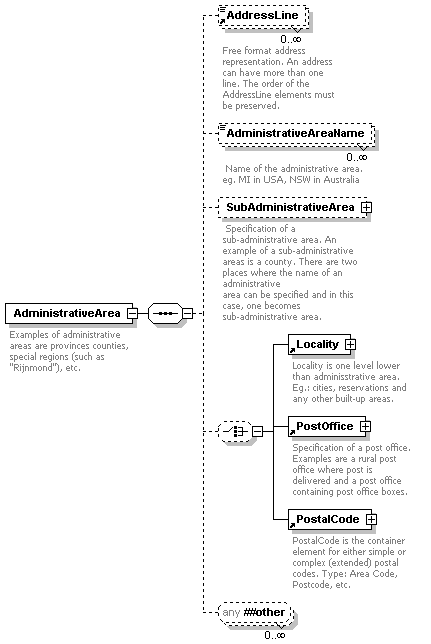 AddressLine
0..∞
Free format address
representation. An address
can have more than one
line. The order of the
AddressLine elements must
be preserved.
AdministrativeAreaName
0..∞
Name of the administrative area.
eg. MI in USA, NSW in Australia
SubAdministrativeArea
Specification of a
sub-administrative area. An
example of a sub-administrative
areas is a county. There are two
places where the name of an
administrative
area can be specified and in this
case, one becomes
sub-administrative area.
AdministrativeArea
Examples of administrative
areas are provinces counties,
special regions (such as
"Rijnmond"), etc.
Locality
Locality is one level lower
than adminisstrative area.
Eg.: cities, reservations and
any other built-up areas.
PostOffice
Specification of a post office.
Examples are a rural post
office where post is
delivered and a post office
containing post office boxes.
PostalCode
PostalCode is the container
element for either simple or
complex (extended) postal
codes. Type: Area Code,
Postcode, etc.
any ##other
0..∞